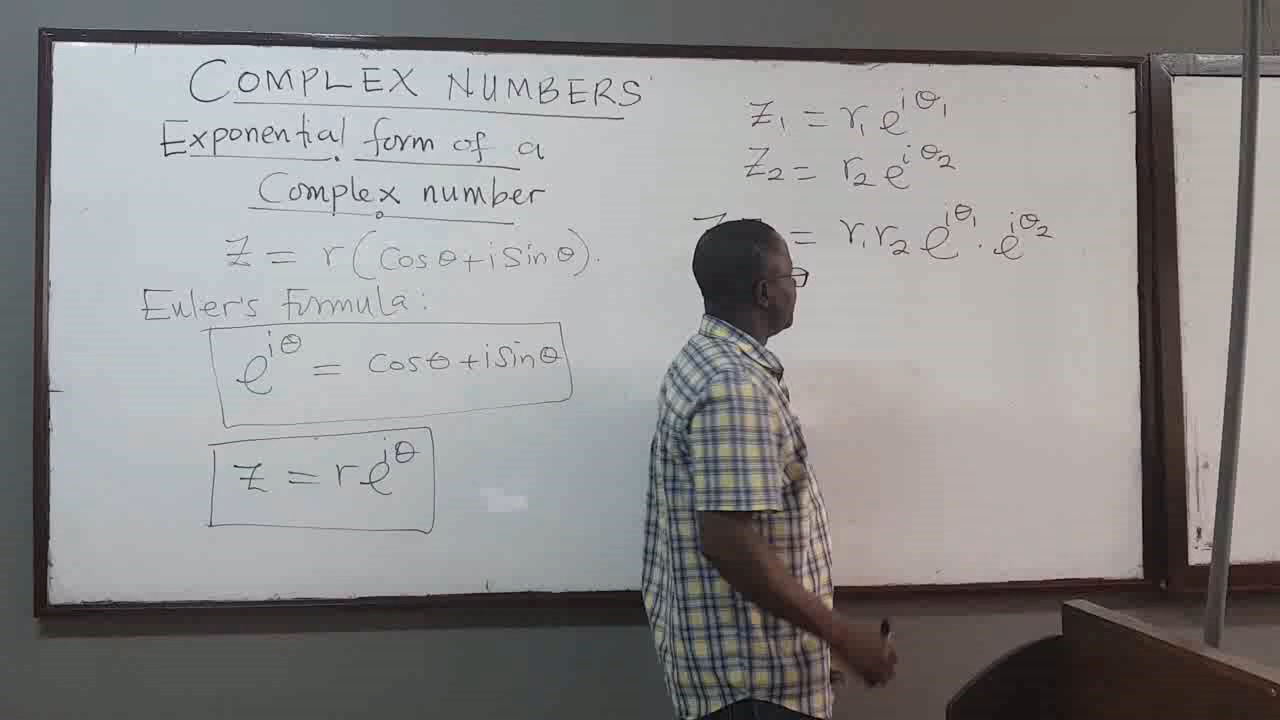 COMPLEX NUMBERS
Exponential form of a
Complex number
Z = r(Cosθ+iSinθ).
Euler's Formula:
e^{iθ} = Cosθ+iSinθ
Z = re^{iθ}
Z₁ = r₁e^{iθ₁}
Z₂ = r₂e^{iθ₂}
= r₁r₂e^{iθ₁}.e^{iθ₂}